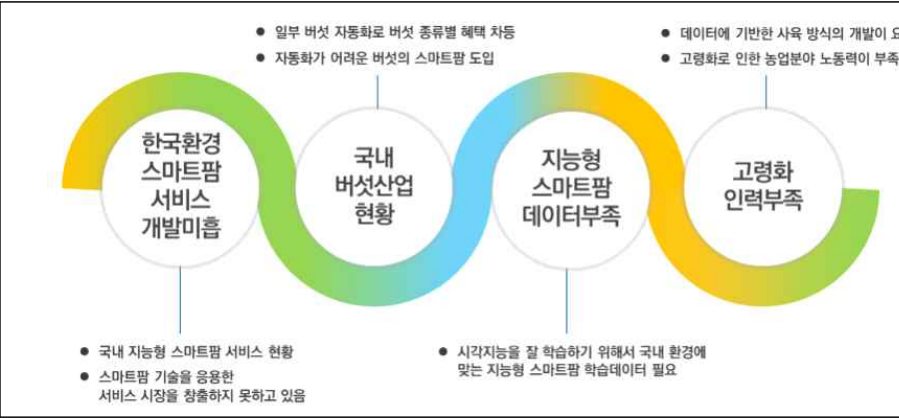 ● 일부 버섯 자동화로 버섯 종류별 혜택 차등
● 자동화가 어려운 버섯의 스마트팜 도입
● 데이터에 기반한 사육 방식의 개발이
● 고령화로 인한 농업분야 노동력이 부족
한국환경
스마트팜
서비스
개발미흡
국내
버섯산업
현황
지능형
스마트팜
데이터부족
고령화
인력부족
● 국내 지능형 스마트팜 서비스 현황
● 스마트팜 기술을 응용한
서비스 시장을 창출하지 못하고 있음
● 시각지능을 잘 학습하기 위해서 국내 환경에
맞는 지능형 스마트팜 학습데이터 필요